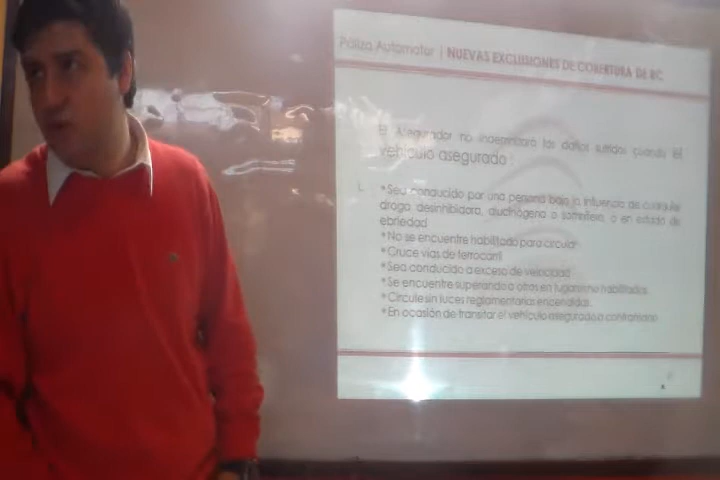 Póliza Automotor | NUEVAS EXCLUSIONES DE COBERTURA DE RC
El Asegurador no indemnizará los daños sufridos cuando el
vehículo asegurado :
*Sea conducido por una persona bajo la influencia de cualquier
droga desinhibidora, alucinógena o somnífera, o en estado de
ebriedad
*No se encuentre habilitado para circular
*Cruce vías de ferrocarril
*Sea conducido a exceso de velocidad
*Se encuentre superando a otros en lugares no habilitados.
*Circule sin luces reglamentarias encendidas.
*En ocasión de transitar el vehículo asegurado a contramano